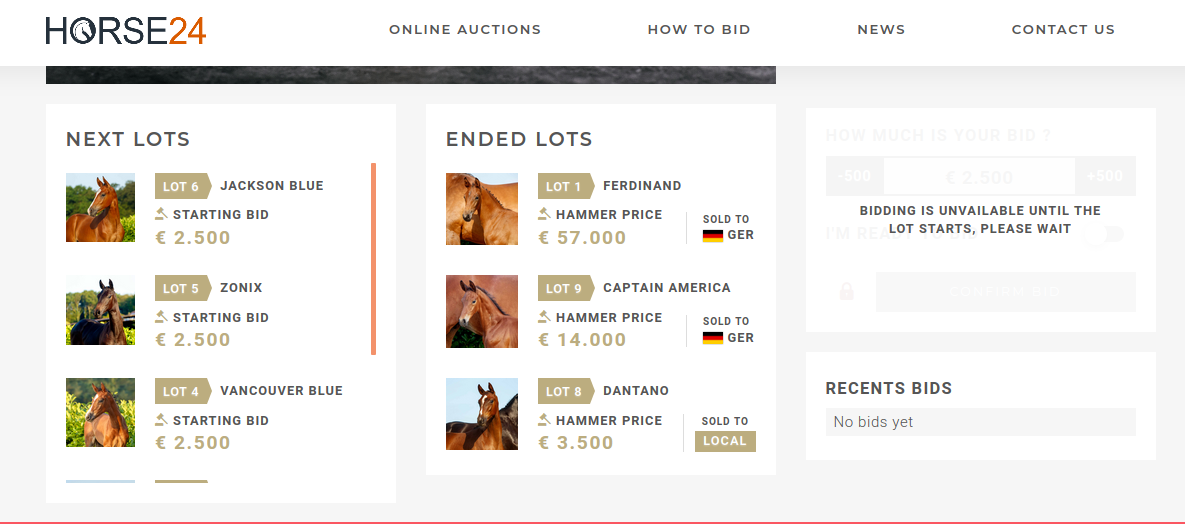 HORSE24
ONLINE AUCTIONS
HOW TO BID
NEWS
CONTACT US
NEXT LOTS
LOT 6 JACKSON BLUE
STARTING BID
€ 2.500
LOT 5 ZONIX
STARTING BID
€ 2.500
LOT 4 VANCOUVER BLUE
STARTING BID
€ 2.500
ENDED LOTS
LOT 1 FERDINAND
HAMMER PRICE
€ 57.000
SOLD TO
GER
LOT 9 CAPTAIN AMERICA
HAMMER PRICE
€ 14.000
SOLD TO
GER
LOT 8 DANTANO
HAMMER PRICE
€ 3.500
SOLD TO
LOCAL
HOW MUCH IS YOUR BID ?
-500 € 2.500 +500
BIDDING IS UNVAILABLE UNTIL THE
LOT STARTS, PLEASE WAIT
I'M
CONFIRM BID
RECENTS BIDS
No bids yet